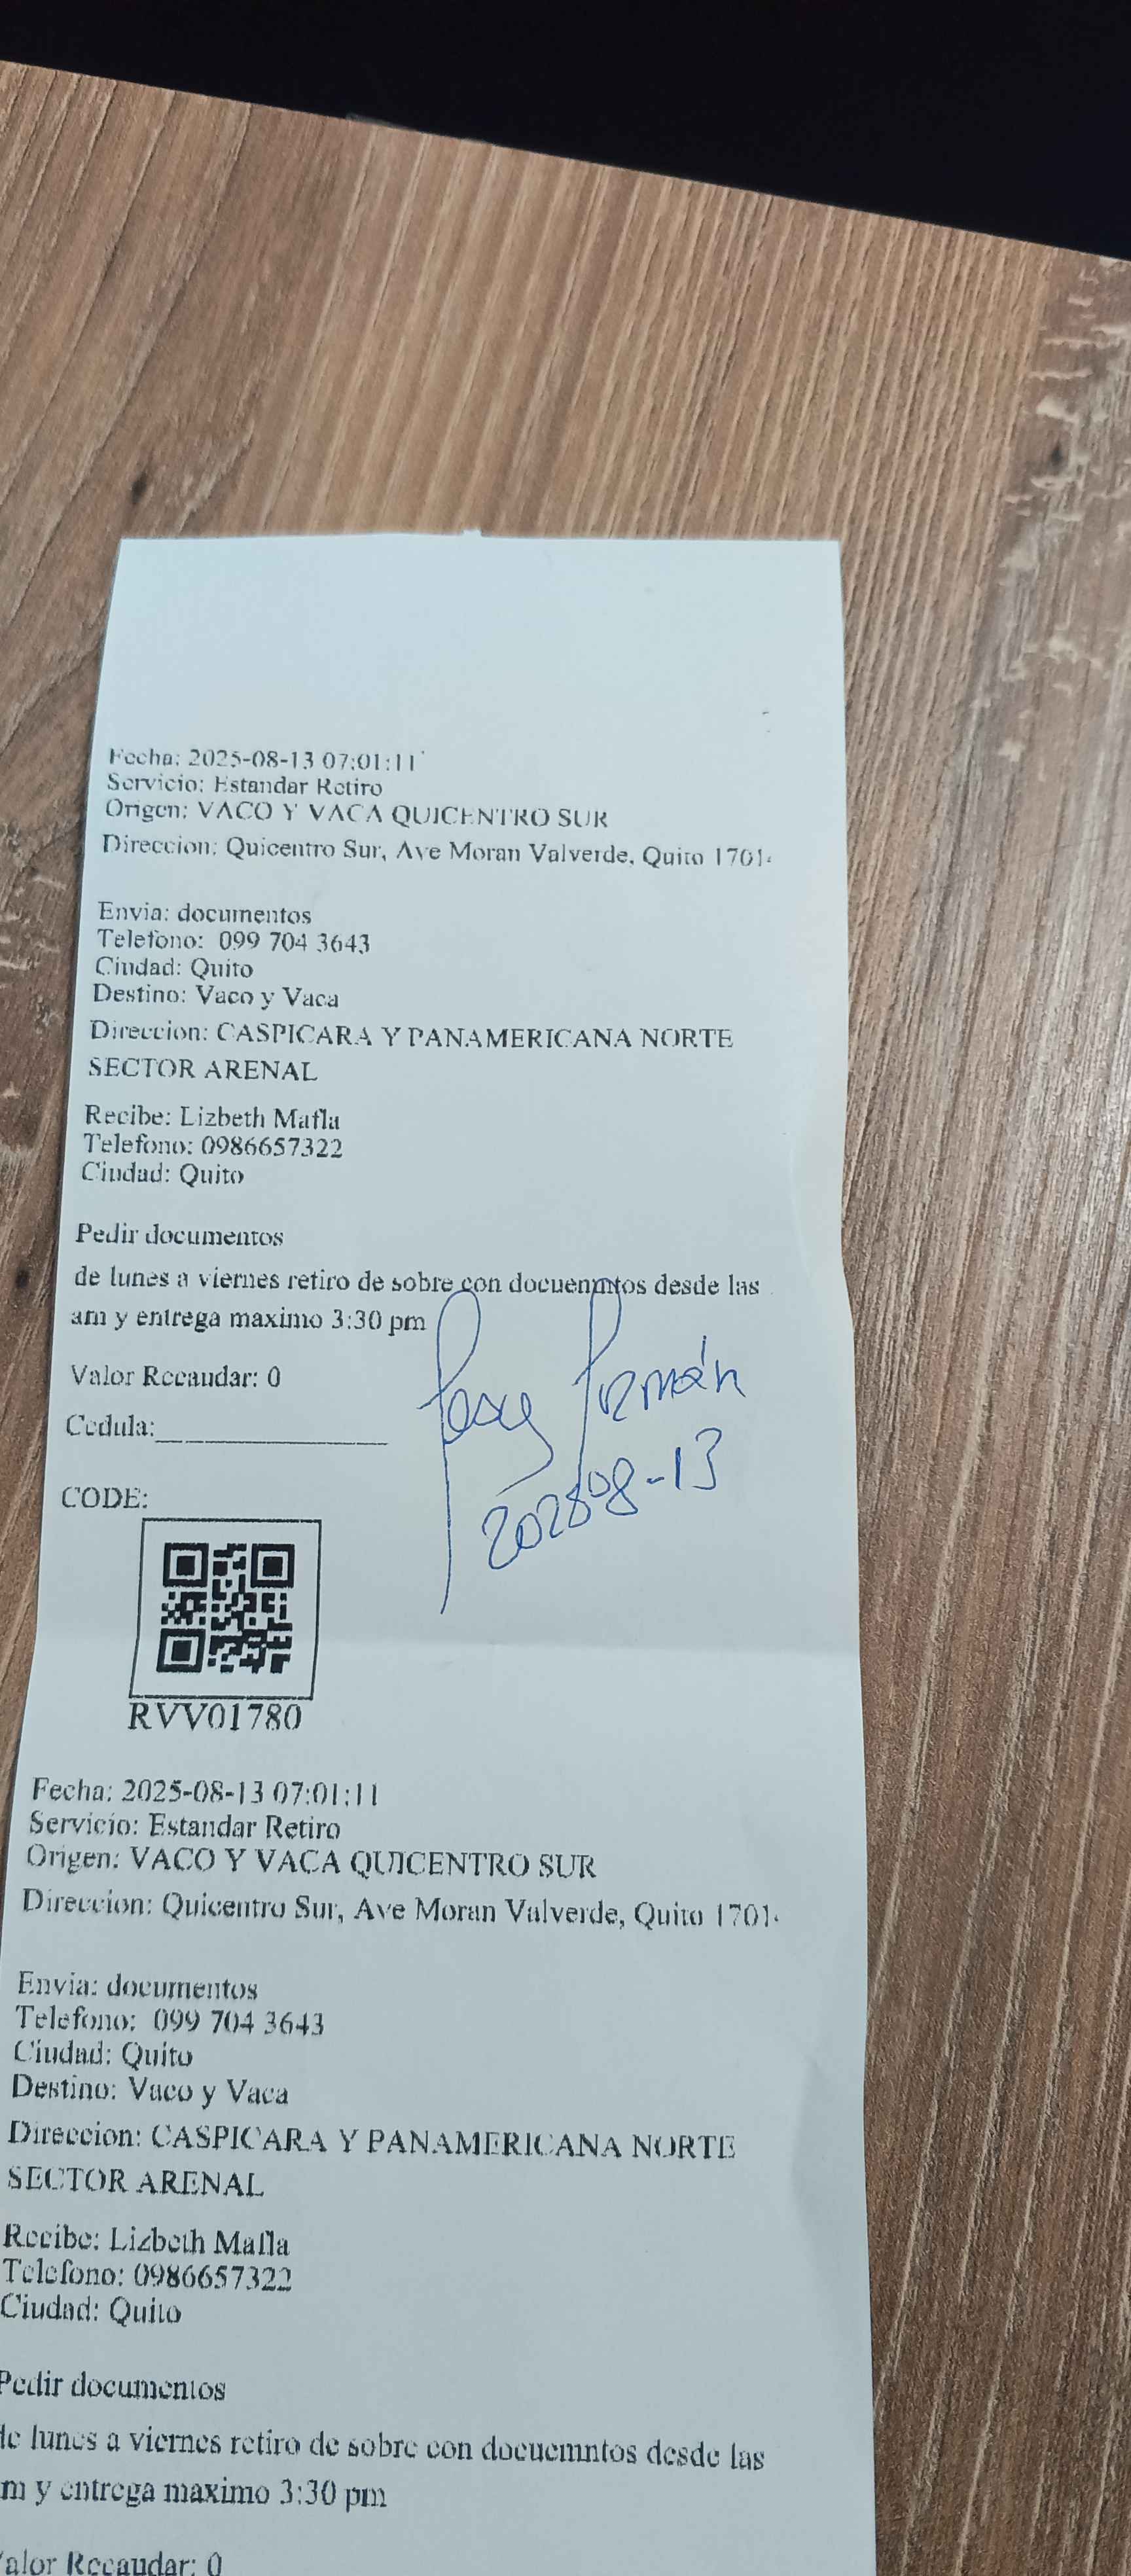 Fecha: 2025-08-13 07:01:11
Servicio: Estandar Retiro
Origen: VACO Y VACA QUICENTRO SUR
Direccion: Quicentro Sur, Ave Moran Valverde, Quito 1701
Envia: documentos
Telefono: 099 704 3643
Ciudad: Quito
Destino: Vaco y Vaca
Direccion: CASPICARA Y PANAMERICANA NORTE
SECTOR ARENAL
Recibe: Lizbeth Mafla
Telefono: 0986657322
Ciudad: Quito
Pedir documentos
de lunes a viernes retiro de sobre con docuenmtos desde las
am y entrega maximo 3:30 pm
Valor Recaudar: 0
Cedula:
08-13
CODE:
RVV01780
Fecha: 2025-08-13 07:01:11
Servicio: Estandar Retiro
Origen: VACO Y VACA QUICENTRO SUR
Direccion: Quicentro Sur, Ave Moran Valverde, Quito 1701
Envia: documentos
Telefono: 099 704 3643
Ciudad: Quito
Destino: Vaco y Vaca
Direccion: CASPICARA Y PANAMERICANA NORTE
SECTOR ARENAL
Recibe: Lizbeth Mafla
Telefono: 0986657322
Ciudad: Quito
Pedir documentos
de lunes a viernes retiro de sobre con docuenmtos desde las
m y entrega maximo 3:30 pm
Valor Recaudar: 0